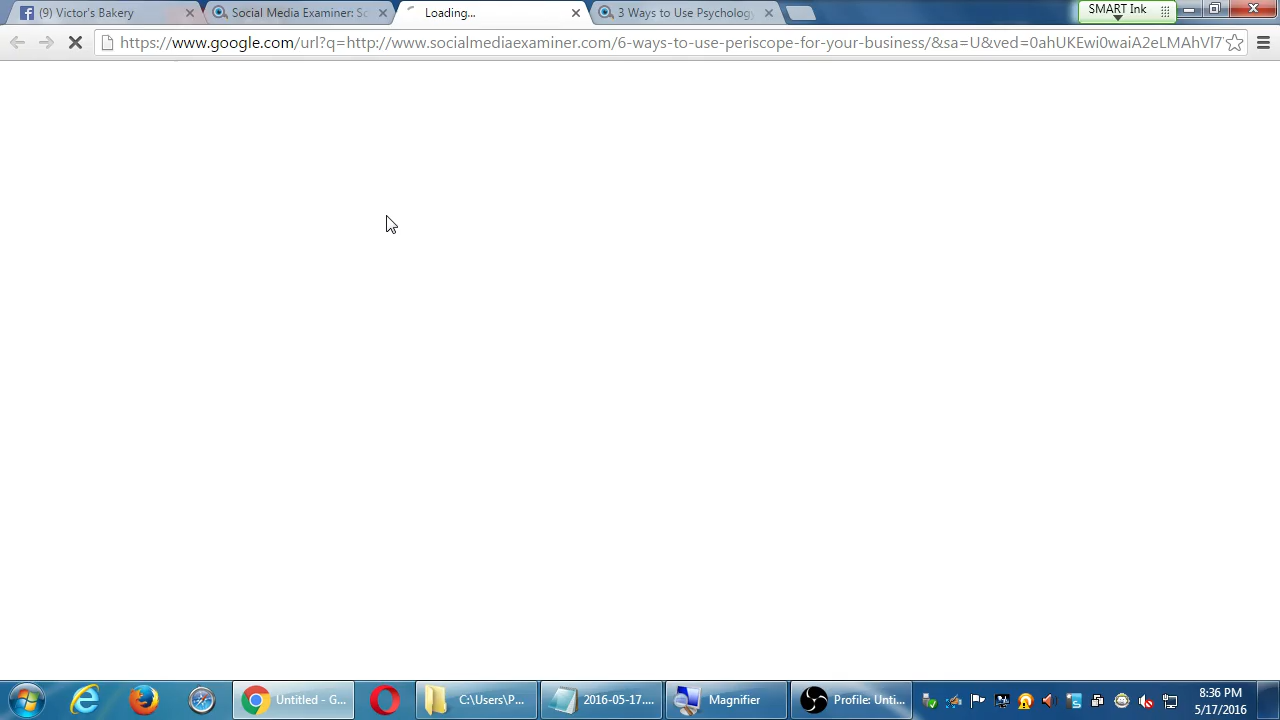 (9) Victor's Bakery
Social Media Examiner: So
Loading...
3 Ways to Use Psychology
SMART Ink
https://www.google.com/url?q=http://www.socialmediaexaminer.com/6-ways-to-use-periscope-for-your-business/&sa=U&ved=0ahUKEwi0waiA2eLMAhVl7
Untitled - G...
C:\Users\P...
2016-05-17....
Magnifier
Profile: Unti...
8:36 PM
5/17/2016